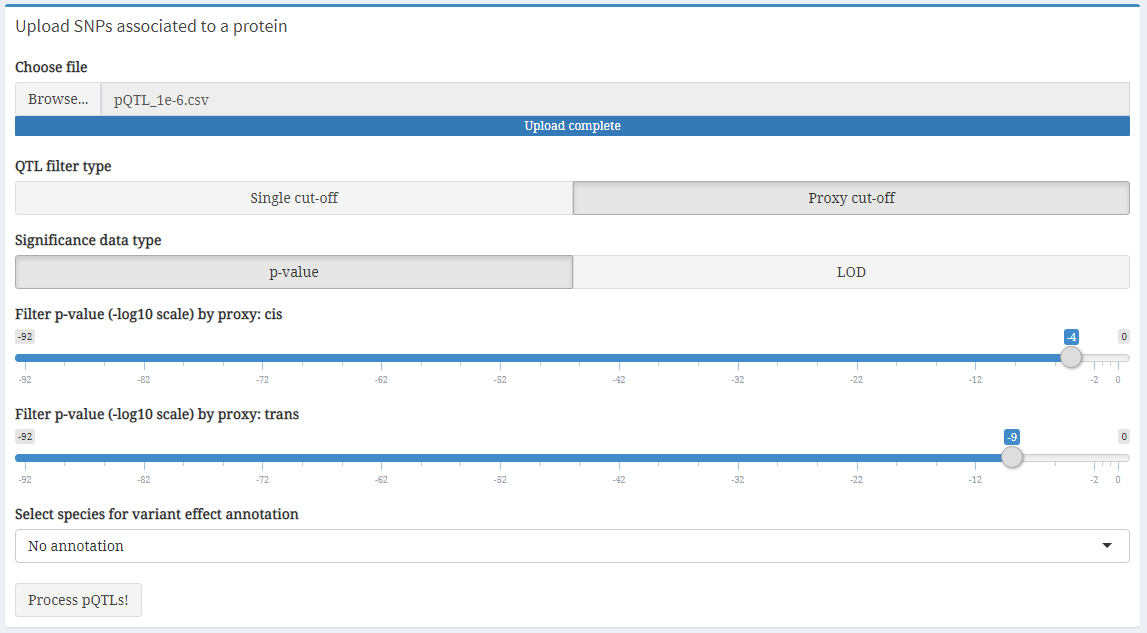 Upload SNPs associated to a protein
Choose file
Browse... pQTL_1e-6.csv
Upload complete
QTL filter type
Single cut-off Proxy cut-off
Significance data type
p-value LOD
Filter p-value (-log10 scale) by proxy: cis
-92 -4 0
-92 -82 -72 -62 -52 -42 -32 -22 -12 -2 0
Filter p-value (-log10 scale) by proxy: trans
-92 -9 0
-92 -82 -72 -62 -52 -42 -32 -22 -12 -2 0
Select species for variant effect annotation
No annotation
Process pQTLs!